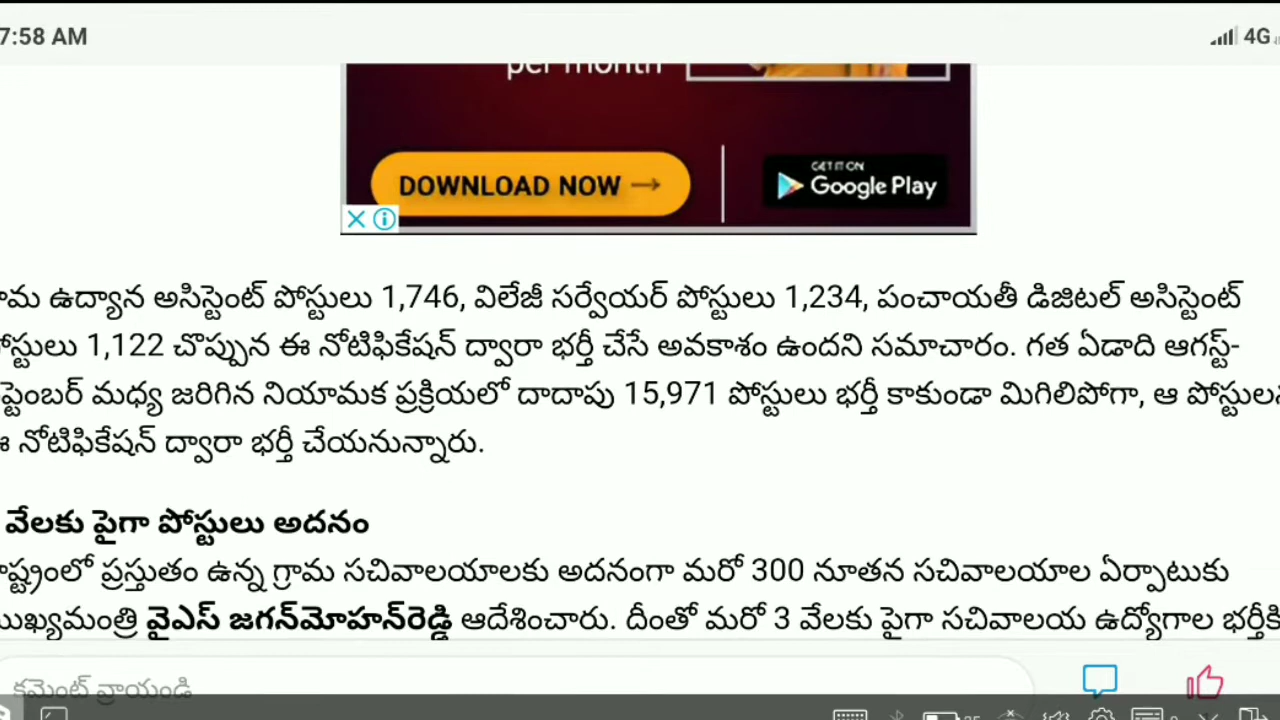 7:58 AM
4G
per month
DOWNLOAD NOW →
GET IT ON
Google Play
ఉద్యాన అసిస్టెంట్ పోస్టులు 1,746, విలేజీ సర్వేయర్ పోస్టులు 1,234, పంచాయతీ డిజిటల్ అసిస్టెంట్
1,122 చొప్పున ఈ నోటిఫికేషన్ ద్వారా భర్తీ చేసే అవకాశం ఉందని సమాచారం. గత ఏడాది ఆగస్ట్-
మధ్య జరిగిన నియామక ప్రక్రియలో దాదాపు 15,971 పోస్టులు భర్తీ కాకుండా మిగిలిపోగా, ఆ
నోటిఫికేషన్ ద్వారా భర్తీ చేయనున్నారు.
వేలకు పైగా పోస్టులు అదనం
ప్రస్తుతం ఉన్న గ్రామ సచివాలయాలకు అదనంగా మరో 300 నూతన సచివాలయాల ఏర్పాటుకు
వైఎస్ జగన్‌మోహన్‌రెడ్డి ఆదేశించారు. దీంతో మరో 3 వేలకు పైగా సచివాలయ ఉద్యోగాల
కమెంట్ వ్రాయండి